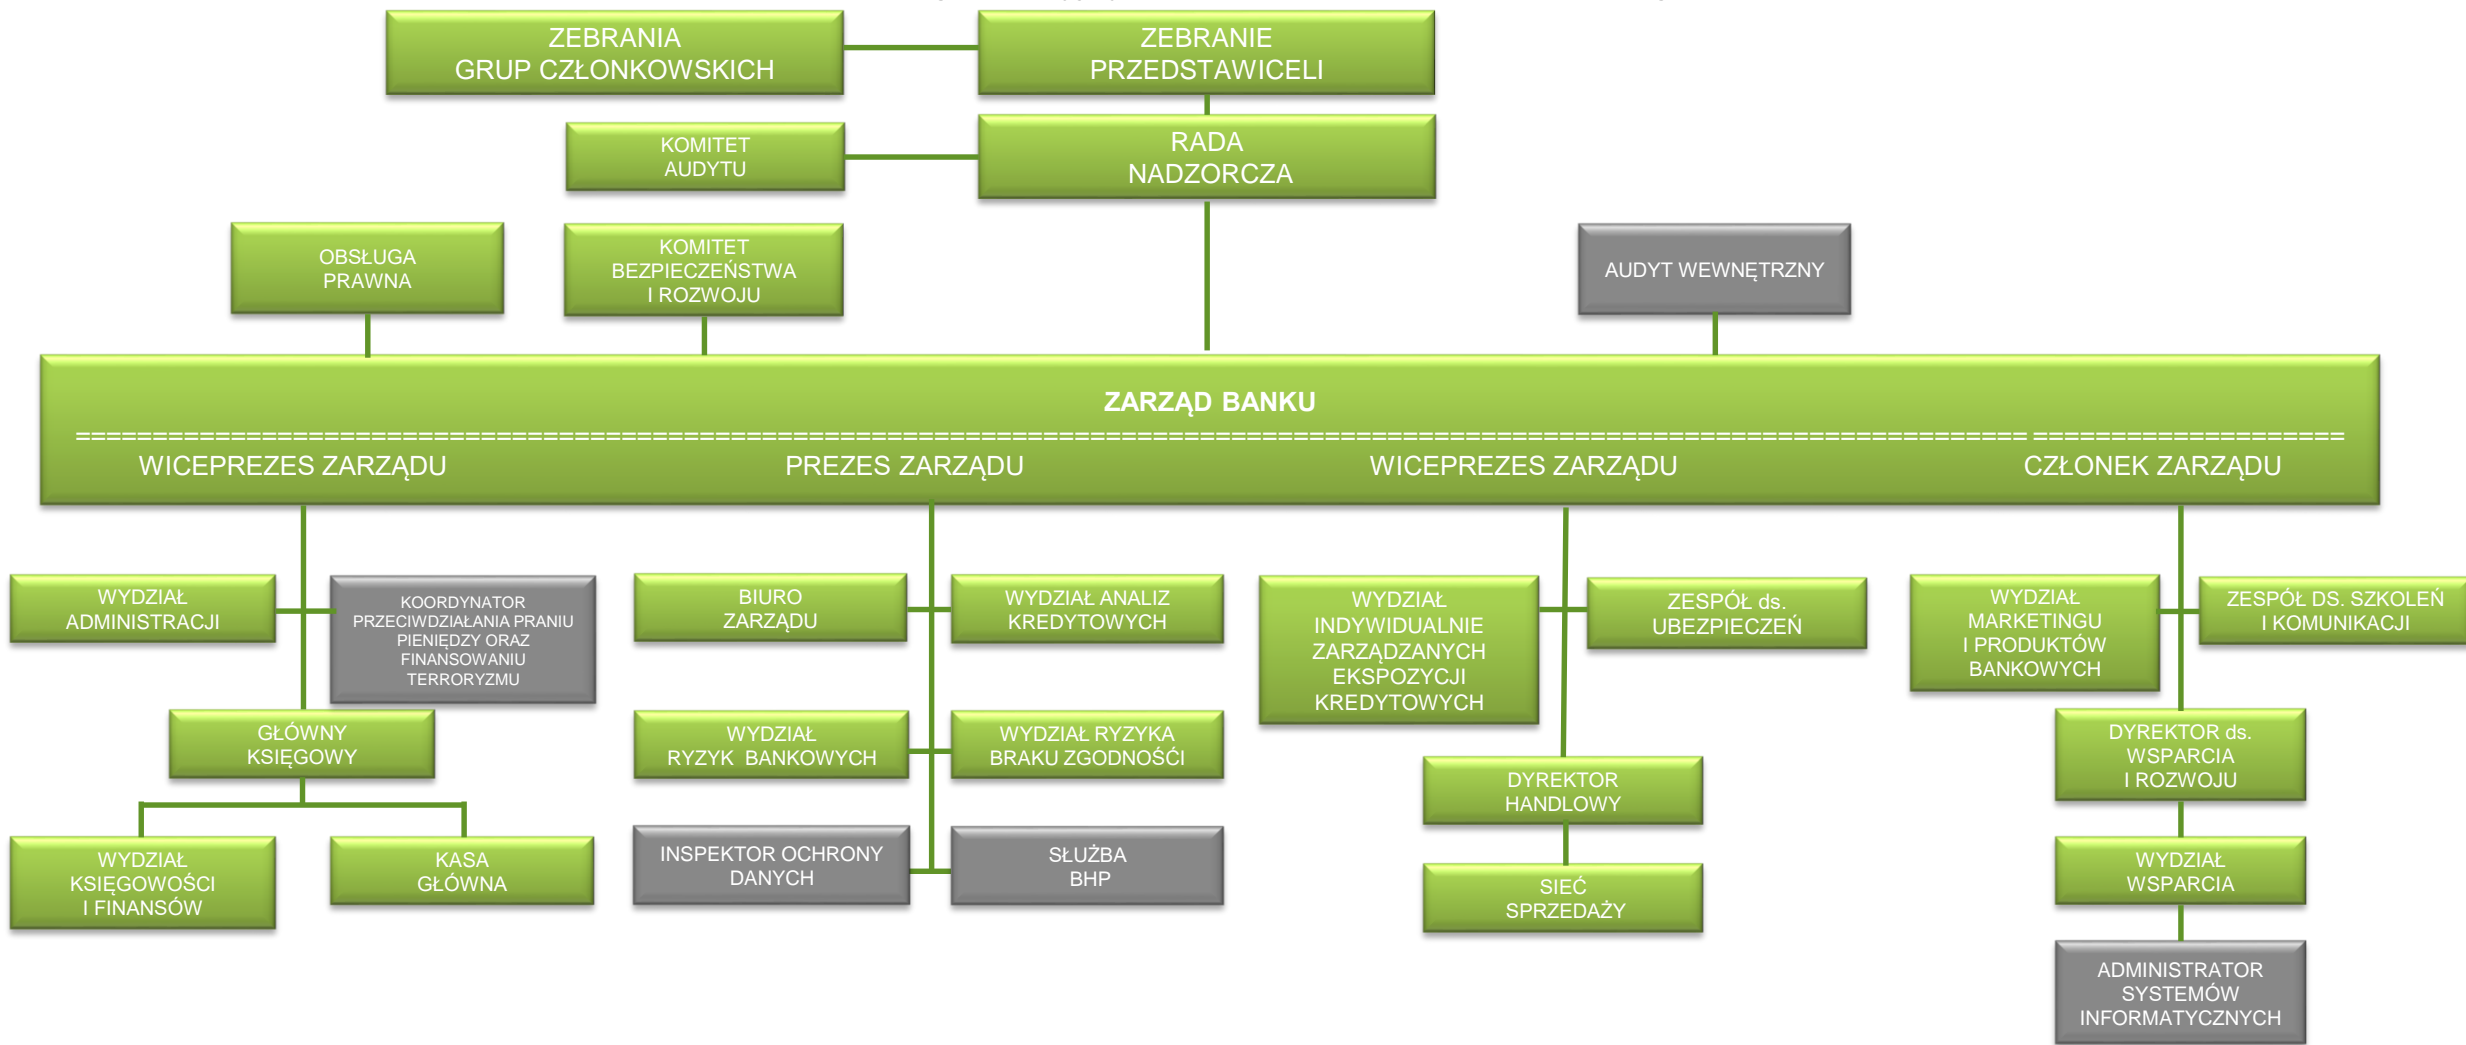 ZEBRANIA
GRUP CZŁONKOWSKICH
ZEBRANIE
PRZEDSTAWICELI
KOMITET
AUDYTU
RADA
NADZORCZA
OBSŁUGA
PRAWNA
KOMITET
BEZPIECZEŃSTWA
I ROZWOJU
AUDYT WEWNĘTRZNY
ZARZĄD BANKU
WICEPREZES ZARZĄDU
PREZES ZARZĄDU
WICEPREZES ZARZĄDU
CZŁONEK ZARZĄDU
WYDZIAŁ
ADMINISTRACJI
KOORDYNATOR
PRZECIWDZIAŁANIA PRANIU
PIENIĘDZY ORAZ
FINANSOWANIU
TERRORYZMU
BIURO
ZARZĄDU
WYDZIAŁ ANALIZ
KREDYTOWYCH
WYDZIAŁ
INDYWIDUALNIE
ZARZĄDZANYCH
EKSPOZYCJI
KREDYTOWYCH
ZESPÓŁ ds.
UBEZPIECZEŃ
WYDZIAŁ
MARKETINGU
I PRODUKTÓW
BANKOWYCH
ZESPÓŁ DS. SZKOLEŃ
I KOMUNIKACJI
GŁÓWNY
KSIĘGOWY
WYDZIAŁ
RYZYK BANKOWYCH
WYDZIAŁ RYZYKA
BRAKU ZGODNOŚĆI
DYREKTOR
HANDLOWY
DYREKTOR ds.
WSPARCIA
I ROZWOJU
WYDZIAŁ
KSIĘGOWOŚCI
I FINANSÓW
KASA
GŁÓWNA
INSPEKTOR OCHRONY
DANYCH
SŁUŻBA
BHP
SIEĆ
SPRZEDAŻY
WYDZIAŁ
WSPARCIA
ADMINISTRATOR
SYSTEMÓW
INFORMATYCZNYCH